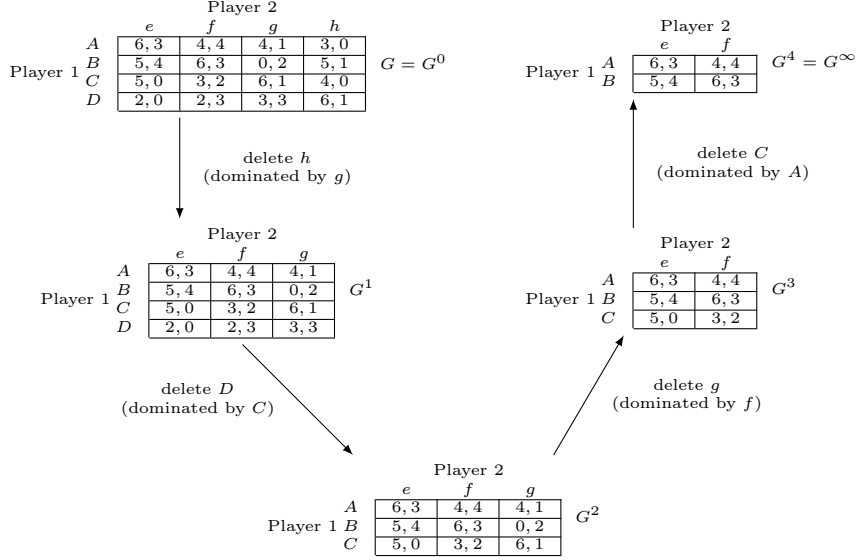 Player 2
e f g h
A 6, 3 4, 4 4, 1 3, 0
B 5, 4 6, 3 0, 2 5, 1
Player 1
C 5, 0 3, 2 6, 1 4, 0
D 2, 0 2, 3 3, 3 6, 1
G = G⁰
delete h
(dominated by g)
Player 2
e f g
A 6, 3 4, 4 4, 1
Player 1 B 5, 4 6, 3 0, 2
C 5, 0 3, 2 6, 1
D 2, 0 2, 3 3, 3
G¹
delete D
(dominated by C)
Player 2
e f g
A 6, 3 4, 4 4, 1
Player 1 B 5, 4 6, 3 0, 2
C 5, 0 3, 2 6, 1
G²
delete g
(dominated by f)
Player 2
e f
A 6, 3 4, 4
Player 1 B 5, 4 6, 3
C 5, 0 3, 2
G³
delete C
(dominated by A)
Player 2
e f
Player 1 A 6, 3 4, 4
B 5, 4 6, 3
G⁴ = G^∞